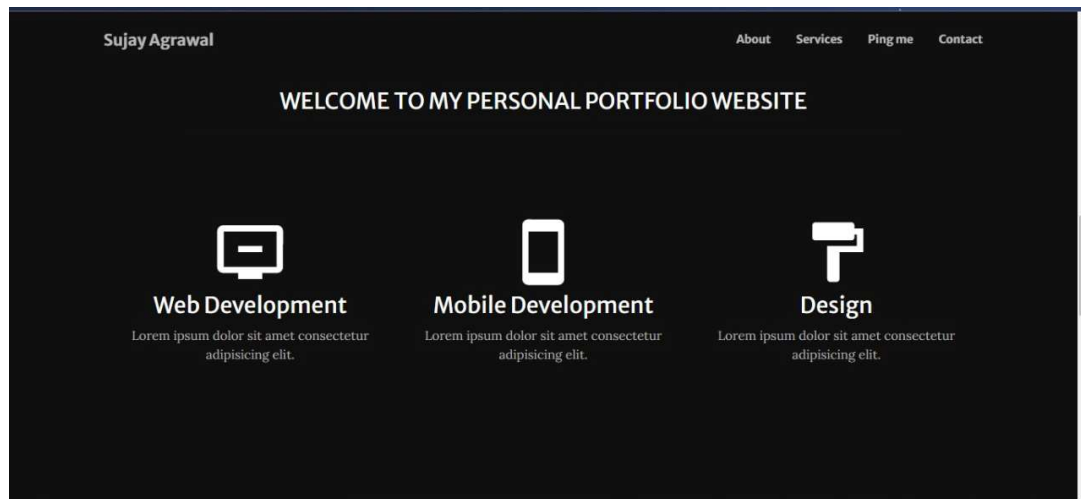 Sujay Agrawal
About Services Ping me Contact
WELCOME TO MY PERSONAL PORTFOLIO WEBSITE
Web Development
Lorem ipsum dolor sit amet consectetur
adipisicing elit.
Mobile Development
Lorem ipsum dolor sit amet consectetur
adipisicing elit.
Design
Lorem ipsum dolor sit amet consectetur
adipisicing elit.